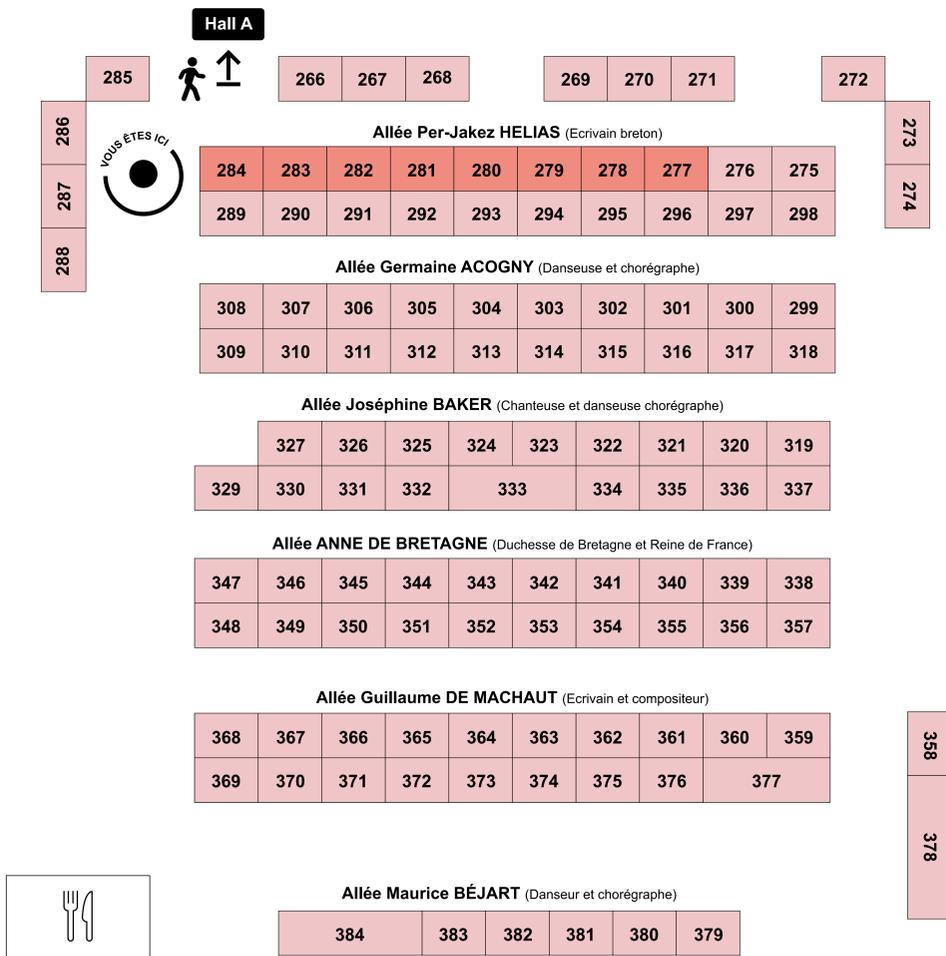 Hall A
285 266 267 268 269 270 271 272
286 273
VOUS ÊTES ICI
Allée Per-Jakez HELIAS (Ecrivain breton)
284 283 282 281 280 279 278 277 276 275
287 274
289 290 291 292 293 294 295 296 297 298
288
Allée Germaine ACOGNY (Danseuse et chorégraphe)
308 307 306 305 304 303 302 301 300 299
309 310 311 312 313 314 315 316 317 318
Allée Joséphine BAKER (Chanteuse et danseuse chorégraphe)
327 326 325 324 323 322 321 320 319
329 330 331 332 333 334 335 336 337
Allée ANNE DE BRETAGNE (Duchesse de Bretagne et Reine de France)
347 346 345 344 343 342 341 340 339 338
348 349 350 351 352 353 354 355 356 357
Allée Guillaume DE MACHAUT (Ecrivain et compositeur)
368 367 366 365 364 363 362 361 360 359
358
369 370 371 372 373 374 375 376 377
378
Allée Maurice BÉJART (Danseur et chorégraphe)
384 383 382 381 380 379